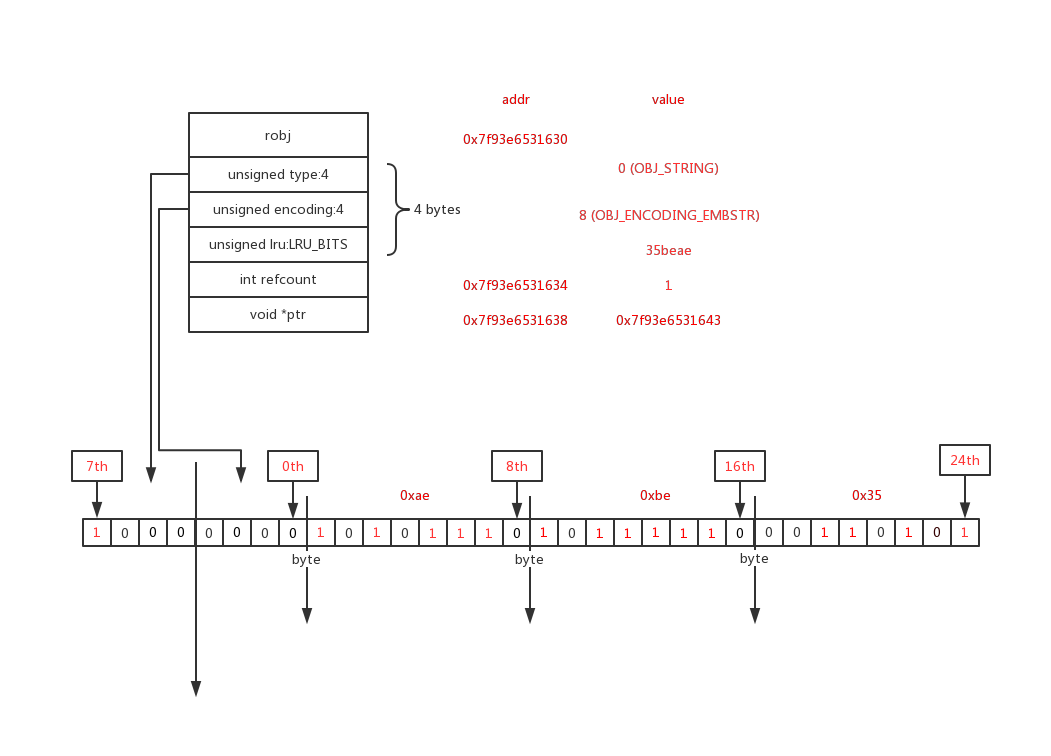 addr value
robj 0x7f93e6531630
unsigned type:4 0 (OBJ_STRING)
unsigned encoding:4 4 bytes 8 (OBJ_ENCODING_EMBSTR)
unsigned lru:LRU_BITS 35beae
int refcount 0x7f93e6531634 1
void *ptr 0x7f93e6531638 0x7f93e6531643
7th 0th 8th 16th 24th
0xae 0xbe 0x35
1 0 0 0 0 0 0 0 1 0 1 0 1 1 1 0 1 0 1 1 1 1 1 0 0 0 1 1 0 1 0 1
byte byte byte